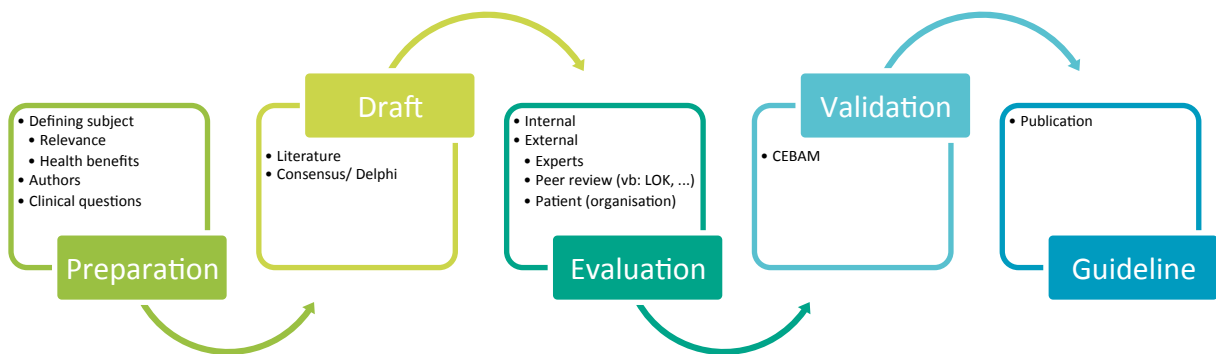 • Defining subject
• Relevance
• Health benefits
• Authors
• Clinical questions
Preparation
Draft
• Literature
• Consensus/ Delphi
• Internal
• External
• Experts
• Peer review (vb: LOK, ...)
• Patient (organisation)
Evaluation
Validation
• CEBAM
• Publication
Guideline